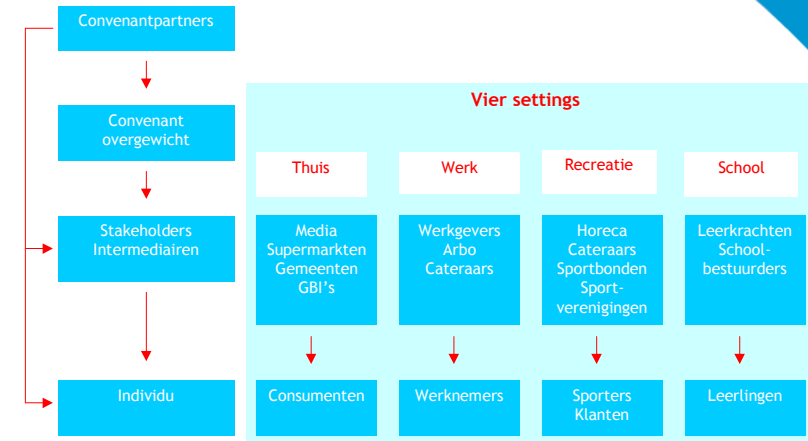 Convenantpartners
Convenant
overgewicht
Stakeholders
Intermediairen
Individu
Vier settings
Thuis
Werk
Recreatie
School
Media
Supermarkten
Gemeenten
GBI's
Werkgevers
Arbo
Cateraars
Horeca
Cateraars
Sportbonden
Sport-
verenigingen
Leerkrachten
School-
bestuurders
Consumenten
Werknemers
Sporters
Klanten
Leerlingen